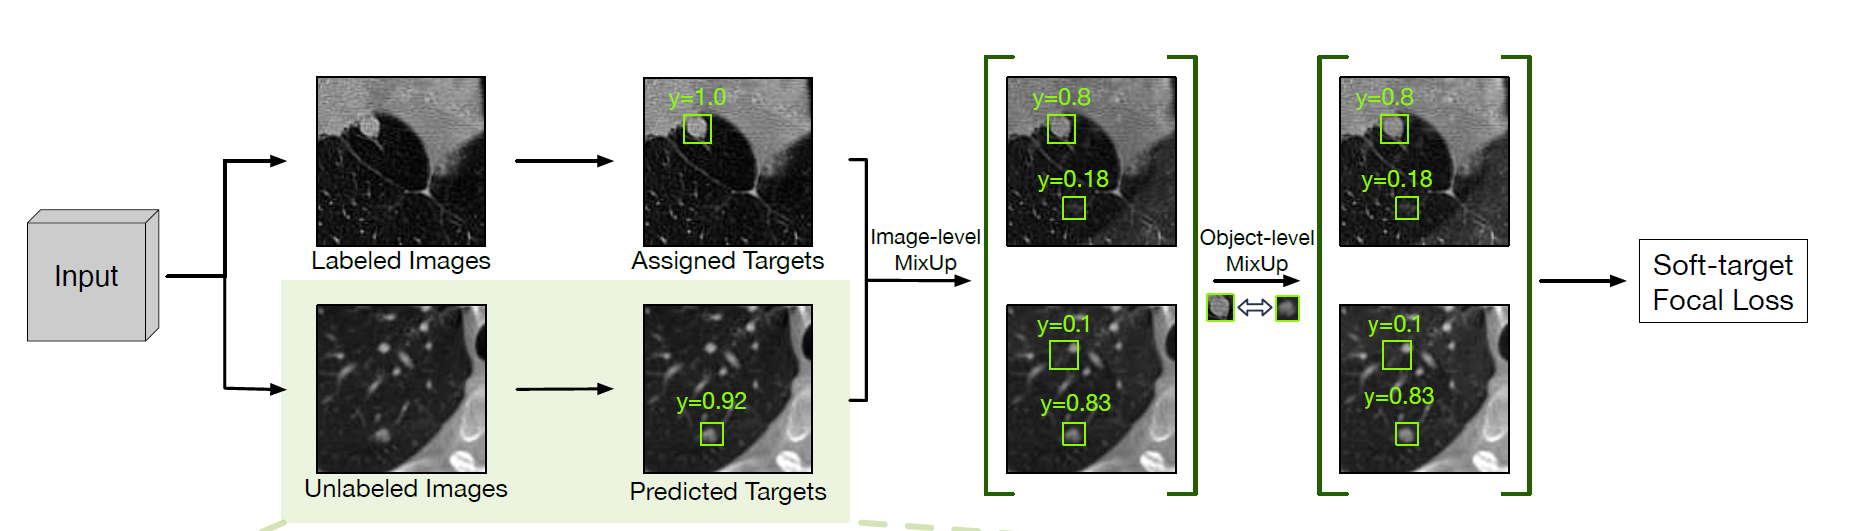 Input
Labeled Images
y=1.0
Assigned Targets
Unlabeled Images
y=0.92
Predicted Targets
Image-level
MixUp
y=0.8
y=0.18
y=0.1
y=0.83
Object-level
MixUp
y=0.8
y=0.18
y=0.1
y=0.83
Soft-target
Focal Loss